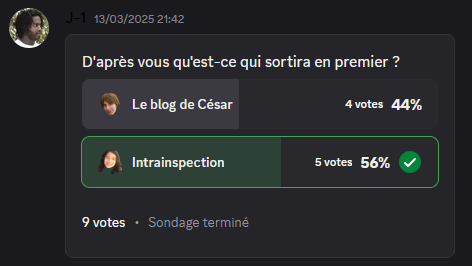 J-1 13/03/2025 21:42
D'après vous qu'est-ce qui sortira en premier ?
Le blog de César 4 votes 44%
Intrainspection 5 votes 56%
9 votes • Sondage terminé